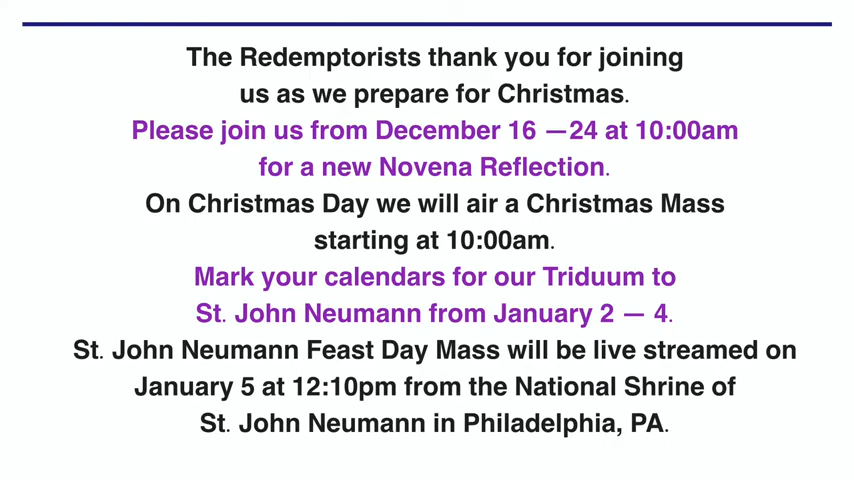 The Redemptorists thank you for joining
us as we prepare for Christmas.
Please join us from December 16 —24 at 10:00am
for a new Novena Reflection.
On Christmas Day we will air a Christmas Mass
starting at 10:00am.
Mark your calendars for our Triduum to
St. John Neumann from January 2 — 4.
St. John Neumann Feast Day Mass will be live streamed on
January 5 at 12:10pm from the National Shrine of
St. John Neumann in Philadelphia, PA.